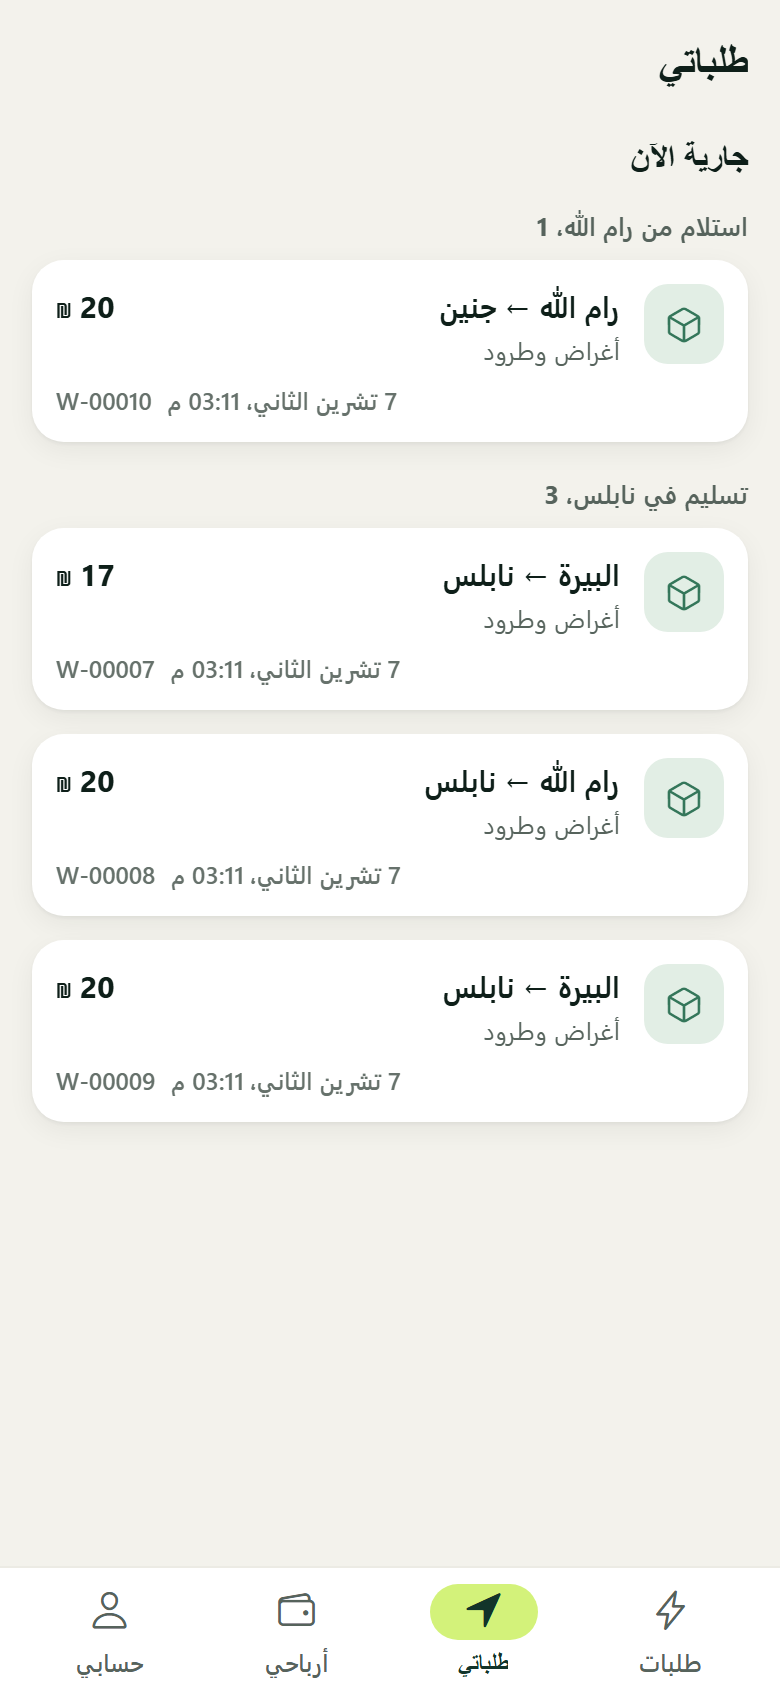 طلباتي
جارية الآن
استلام من رام الله، 1
رام الله ← جنين
20 ₪
أغراض وطرود
7 تشرين الثاني، 03:11 م W-00010
تسليم في نابلس، 3
البيرة ← نابلس
17 ₪
أغراض وطرود
7 تشرين الثاني، 03:11 م W-00007
رام الله ← نابلس
20 ₪
أغراض وطرود
7 تشرين الثاني، 03:11 م W-00008
البيرة ← نابلس
20 ₪
أغراض وطرود
7 تشرين الثاني، 03:11 م W-00009
طلبات
طلباتي
أرباحي
حسابي